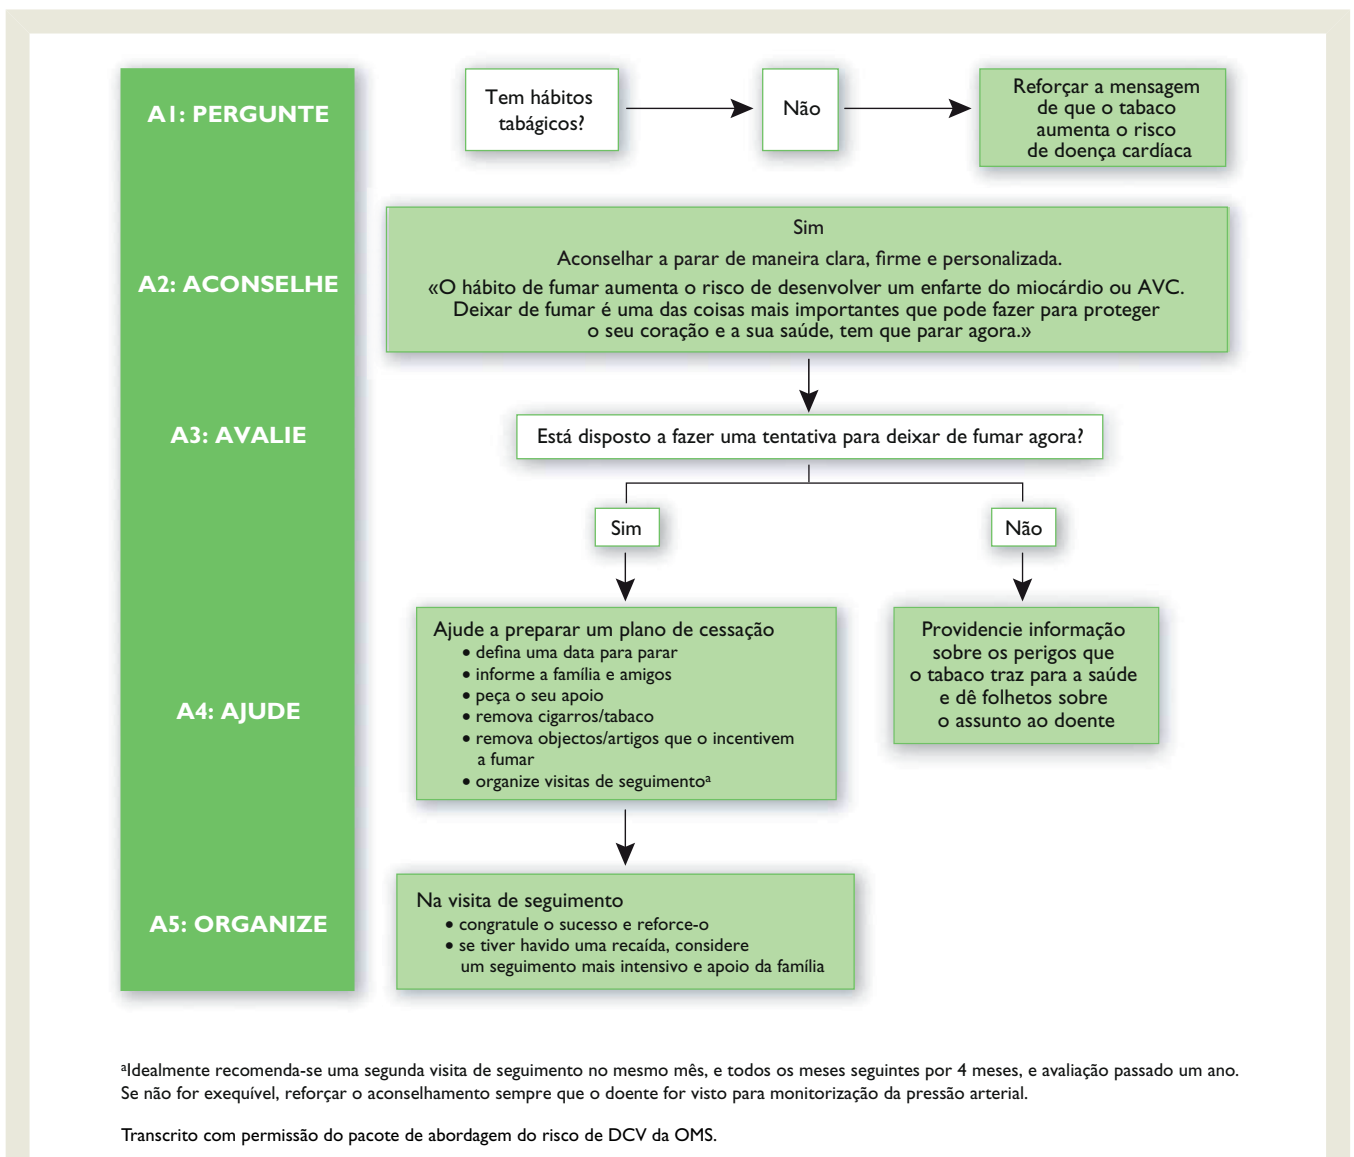 A1: PERGUNTE
Tem hábitos
tabágicos?
Não
Reforçar a mensagem
de que o tabaco
aumenta o risco
de doença cardíaca
A2: ACONSELHE
Sim
Aconselhar a parar de maneira clara, firme e personalizada.
«O hábito de fumar aumenta o risco de desenvolver um enfarte do miocárdio ou AVC.
Deixar de fumar é uma das coisas mais importantes que pode fazer para proteger
o seu coração e a sua saúde, tem que parar agora.»
A3: AVALIE
Está disposto a fazer uma tentativa para deixar de fumar agora?
Sim
Não
A4: AJUDE
Ajude a preparar um plano de cessação
• defina uma data para parar
• informe a família e amigos
• peça o seu apoio
• remova cigarros/tabaco
• remova objectos/artigos que o incentivem
a fumar
• organize visitas de seguimentoᵃ
Providencie informação
sobre os perigos que
o tabaco traz para a saúde
e dê folhetos sobre
o assunto ao doente
A5: ORGANIZE
Na visita de seguimento
• congratule o sucesso e reforce-o
• se tiver havido uma recaída, considere
um seguimento mais intensivo e apoio da família
ᵃIdealmente recomenda-se uma segunda visita de seguimento no mesmo mês, e todos os meses seguintes por 4 meses, e avaliação passado um ano.
Se não for exequível, reforçar o aconselhamento sempre que o doente for visto para monitorização da pressão arterial.
Transcrito com permissão do pacote de abordagem do risco de DCV da OMS.